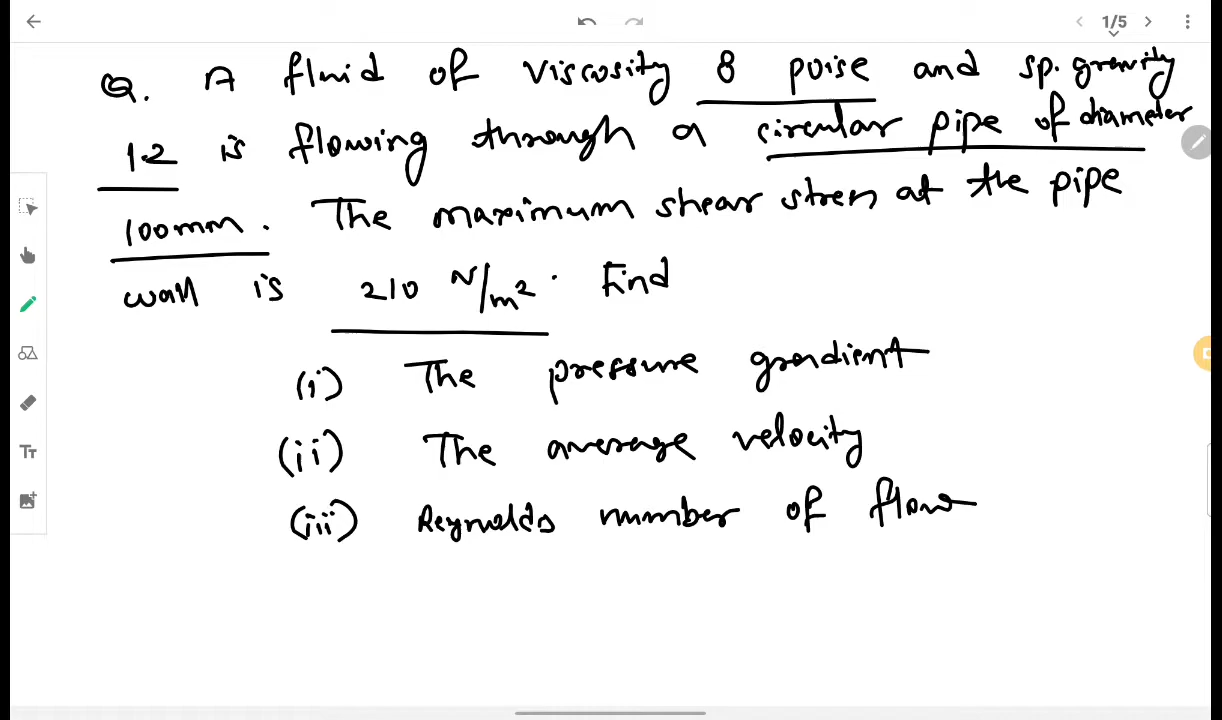 1/5
Q. A fluid of viscosity 8 poise and sp. gravity
1.2 is flowing through a circular pipe of diameter
100mm. The maximum shear stress at the pipe
wall is 210 N/m². Find
(i) The pressure gradient
(ii) The average velocity
(iii) Reynolds number of flow
TT